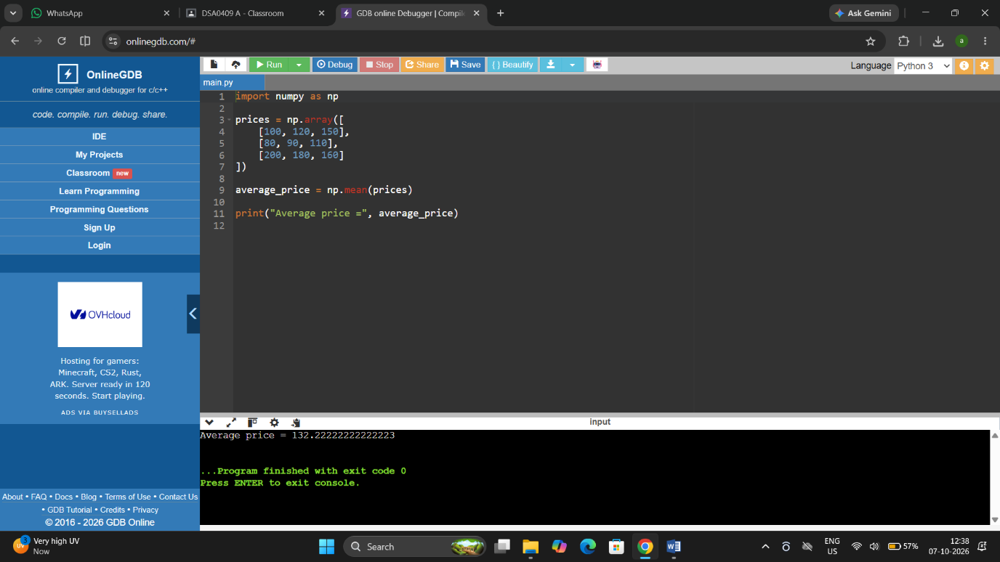 WhatsApp
DSA0409 A - Classroom
GDB online Debugger | Compile
Ask Gemini
onlinegdb.com/#
a
OnlineGDB
online compiler and debugger for c/c++
code. compile. run. debug. share.
IDE
My Projects
Classroom new
Learn Programming
Programming Questions
Sign Up
Login
OVHcloud
Hosting for gamers:
Minecraft, CS2, Rust,
ARK. Server ready in 120
seconds. Start playing.
ADS VIA BUYSELLADS
About • FAQ • Docs • Blog • Terms of Use • Contact Us
• GDB Tutorial • Credits • Privacy
© 2016 - 2026 GDB Online
Run Debug Stop Share Save { } Beautify
Language Python 3
main.py
1 import numpy as np
2
3 prices = np.array([
4     [100, 120, 150],
5     [80, 90, 110],
6     [200, 180, 160]
7 ])
8
9 average_price = np.mean(prices)
10
11 print("Average price =", average_price)
12
input
Average price = 132.22222222222223
...Program finished with exit code 0
Press ENTER to exit console.
UV 3
Very high UV
Now
Search
ENG
US
57%
12:38
07-10-2026